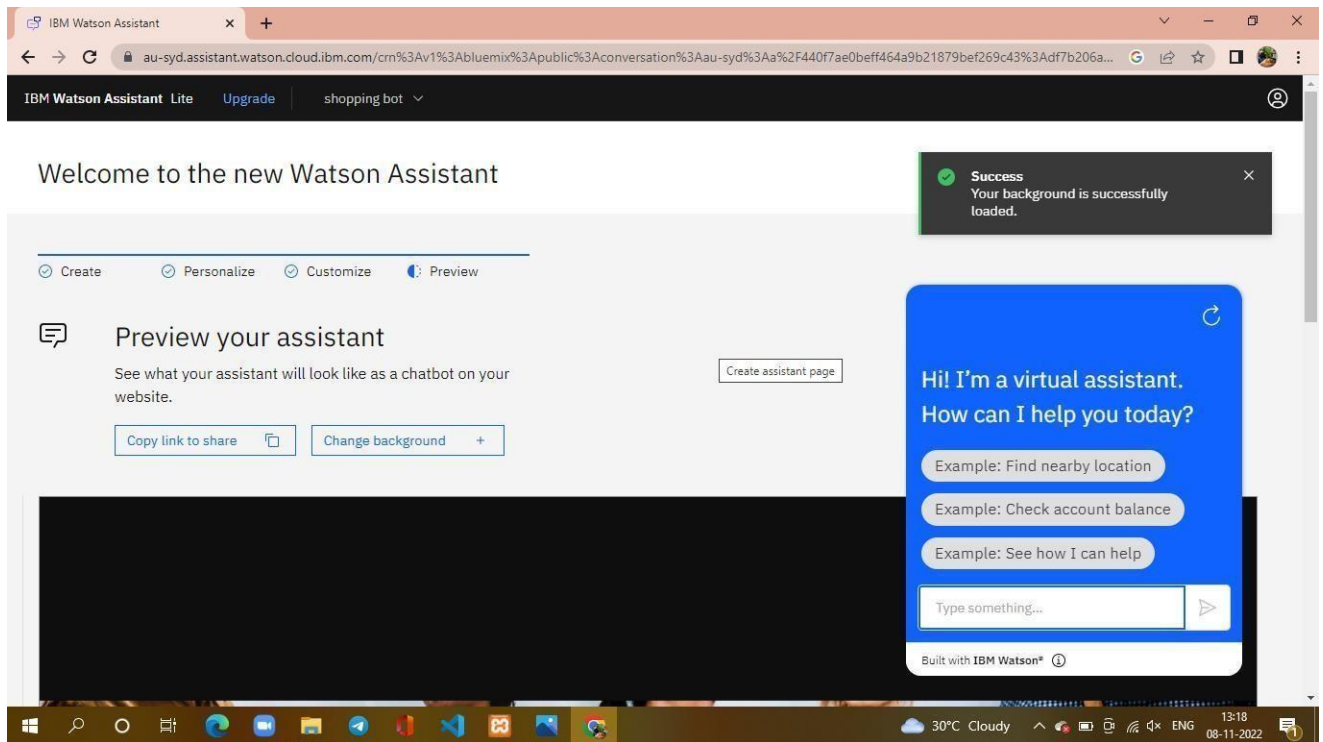 IBM Watson Assistant
au-syd.assistant.watson.cloud.ibm.com/crn%3Av1%3Abluemix%3Apublic%3Aconversation%3Aau-syd%3Aa%2F440f7ae0beff464a9b21879bef269c43%3Adf7b206a...
IBM Watson Assistant Lite Upgrade shopping bot
Welcome to the new Watson Assistant
Success
Your background is successfully
loaded.
Create Personalize Customize Preview
Preview your assistant
See what your assistant will look like as a chatbot on your
website.
Create assistant page
Copy link to share Change background +
Hi! I'm a virtual assistant.
How can I help you today?
Example: Find nearby location
Example: Check account balance
Example: See how I can help
Type something...
Built with IBM Watson®
30°C Cloudy ENG 13:18
08-11-2022 1